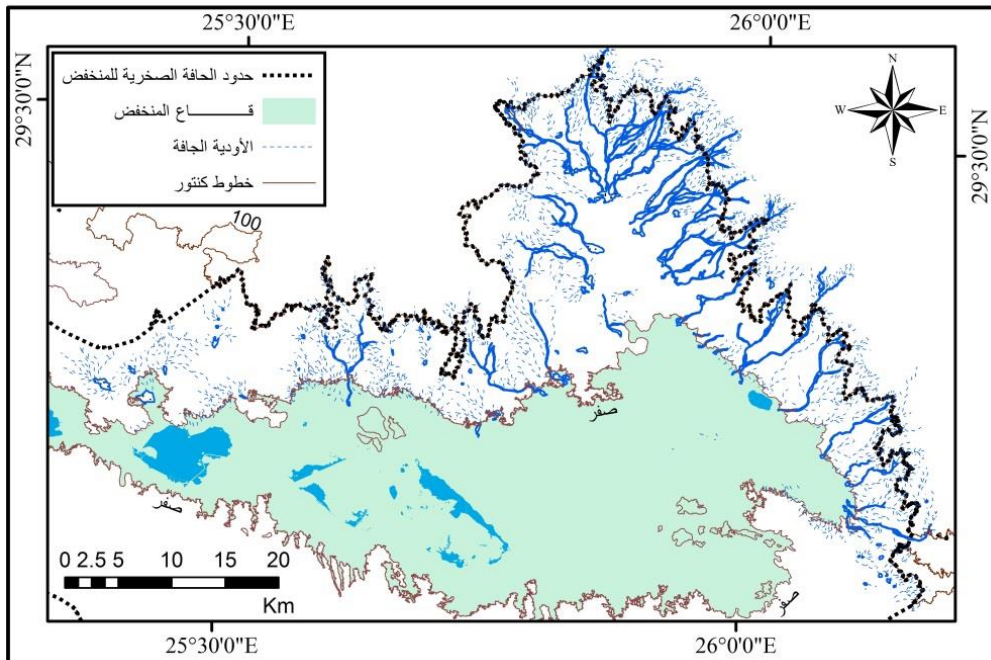 25°30'0"E
26°0'0"E
29°30'0"N
حدود الحافة الصخرية للمنخفض
قـــــاع المنخفض
الأودية الجافة
خطوط كنتور
N
W
E
S
29°30'0"N
100
صفر
صفر
صفر
0 2.5 5 10 15 20
Km
25°30'0"E
26°0'0"E